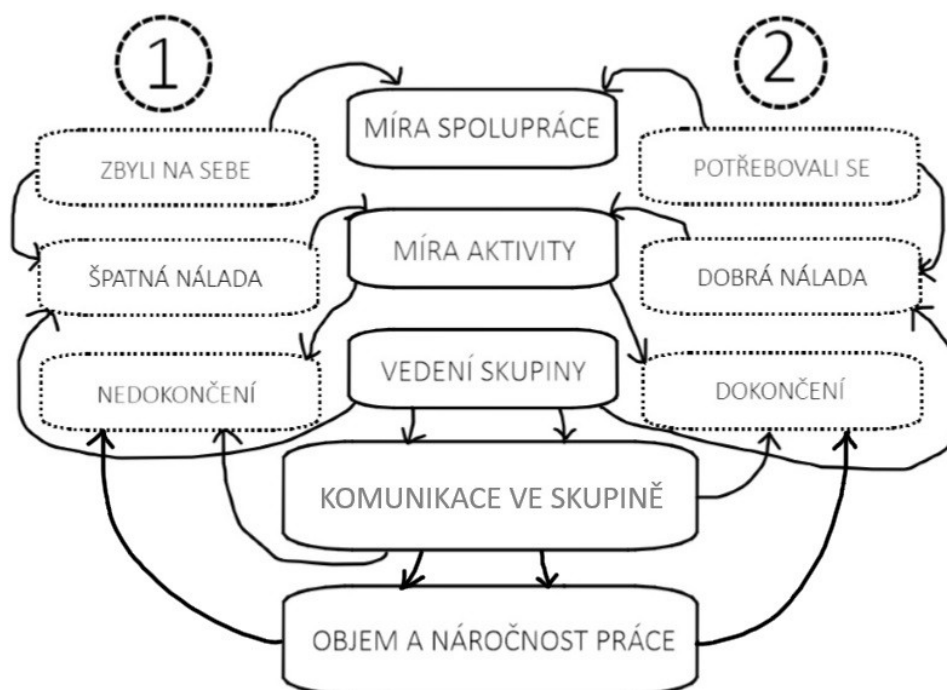 1
2
MÍRA SPOLUPRÁCE
ZBYLI NA SEBE
POTŘEBOVALI SE
MÍRA AKTIVITY
ŠPATNÁ NÁLADA
DOBRÁ NÁLADA
VEDENÍ SKUPINY
NEDOKONČENÍ
DOKONČENÍ
KOMUNIKACE VE SKUPINĚ
OBJEM A NÁROČNOST PRÁCE